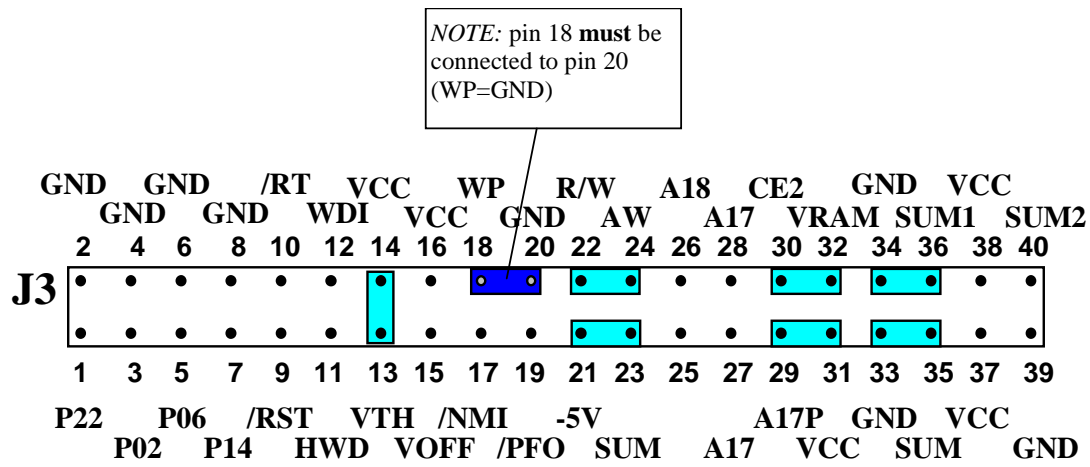 NOTE: pin 18 must be
connected to pin 20
(WP=GND)
GND GND /RT VCC WP R/W A18 CE2 GND VCC
GND GND WDI VCC GND AW A17 VRAM SUM1 SUM2
2 4 6 8 10 12 14 16 18 20 22 24 26 28 30 32 34 36 38 40
J3
1 3 5 7 9 11 13 15 17 19 21 23 25 27 29 31 33 35 37 39
P22 P06 /RST VTH /NMI -5V A17P GND VCC
P02 P14 HWD VOFF /PFO SUM A17 VCC SUM GND